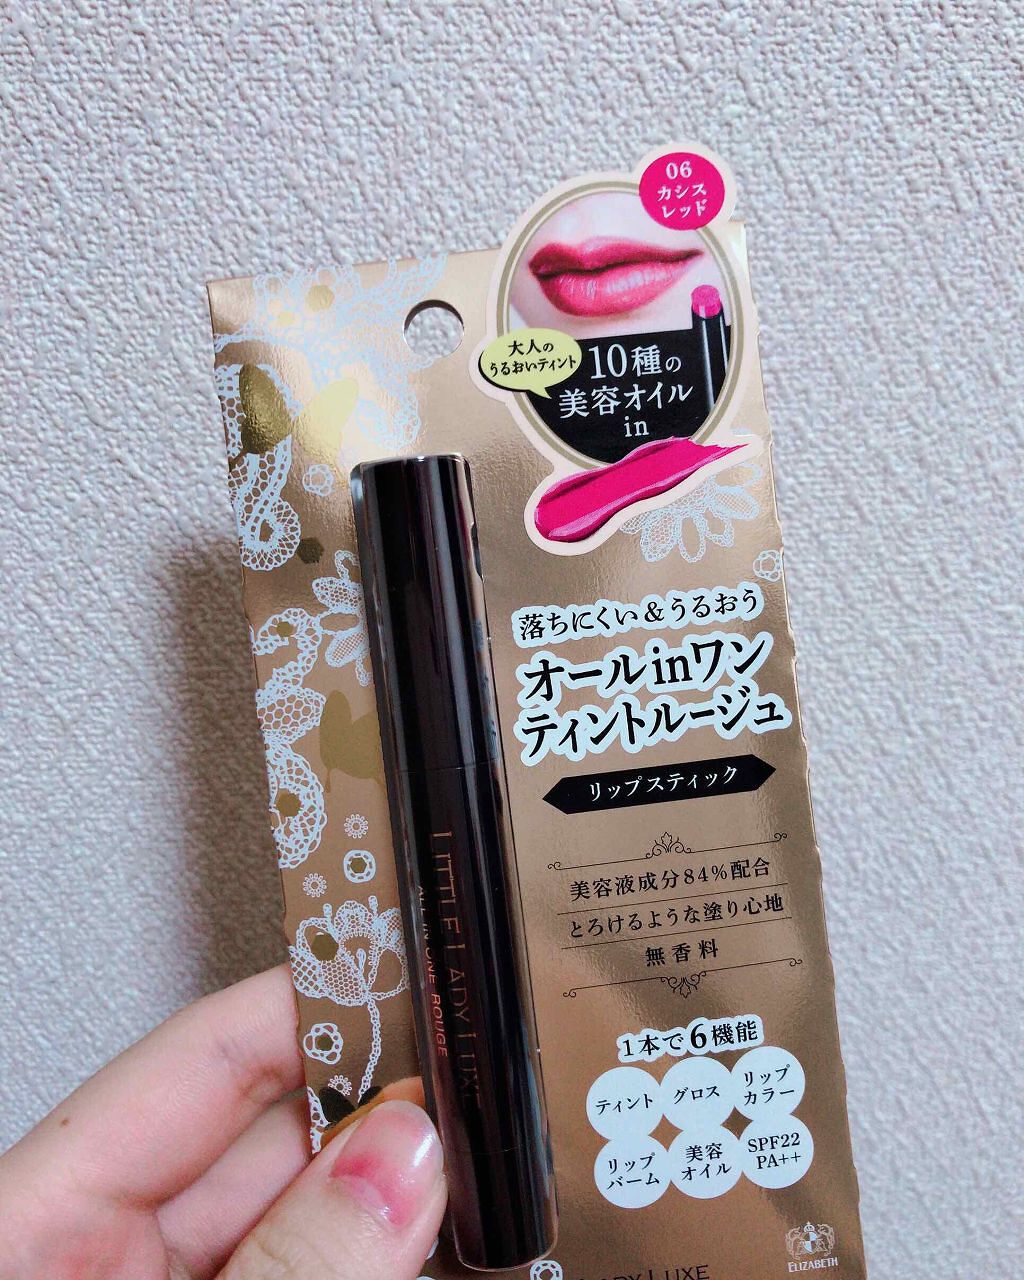 06
カシス
レッド
大人の
うるおいティント
10種の
美容オイル
in
落ちにくい&うるおう
オールinワン
ティントルージュ
リップスティック
美容液成分84%配合
とろけるような塗り心地
無香料
1本で6機能
ティント
グロス
リップ
カラー
リップ
バーム
美容
オイル
SPF22
PA++
LITTLE LADY LUXE
ALL IN ONE ROUGE
ELIZABETH
LADY LUXE